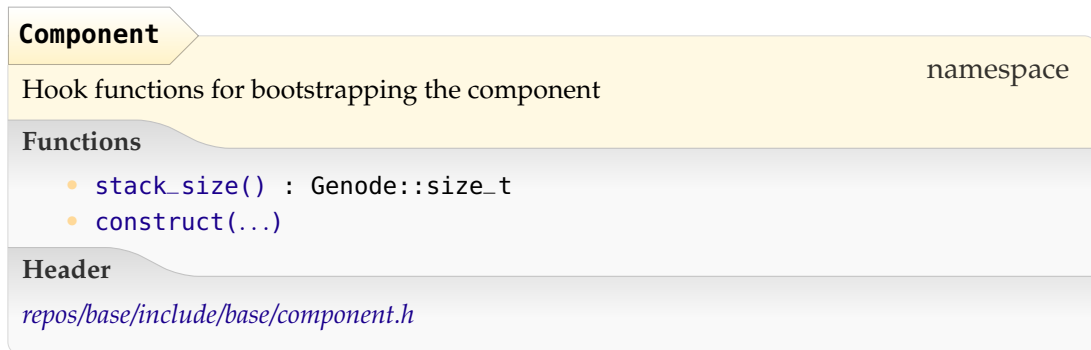 Component
namespace
Hook functions for bootstrapping the component
Functions
• stack_size() : Genode::size_t
• construct(...)
Header
repos/base/include/base/component.h